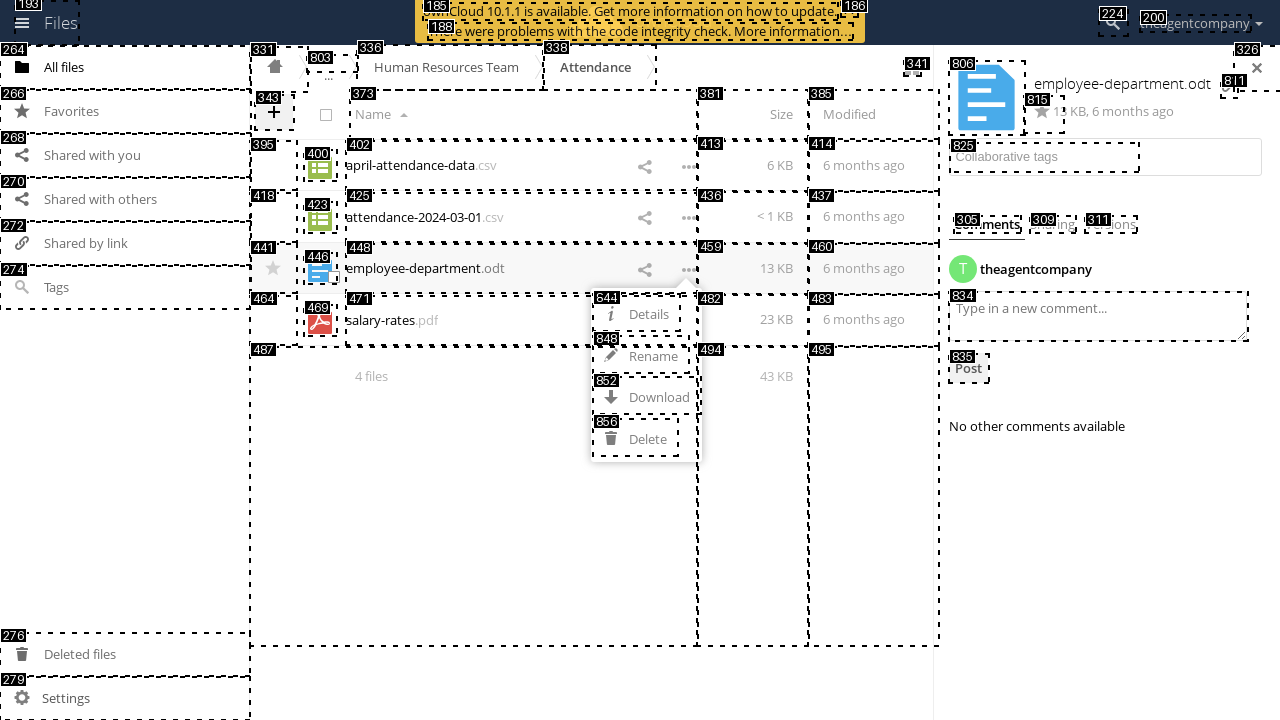 193
Files
185
ownCloud 10.1.1 is available. Get more information on how to update.
186
188
There were problems with the code integrity check. More information…
224
200
theagentcompany
264
All files
266
Favorites
268
Shared with you
270
Shared with others
272
Shared by link
274
Tags
276
Deleted files
279
Settings
331
803
...
336
Human Resources Team
338
Attendance
341
343
+
373
Name
381
Size
385
Modified
395
400
402
april-attendance-data.csv
413
6 KB
414
6 months ago
418
423
425
attendance-2024-03-01.csv
436
< 1 KB
437
6 months ago
441
446
448
employee-department.odt
459
13 KB
460
6 months ago
464
469
471
salary-rates.pdf
482
23 KB
483
6 months ago
487
4 files
494
43 KB
495
844
Details
848
Rename
852
Download
856
Delete
326
806
employee-department.odt
811
815
13 KB, 6 months ago
825
Collaborative tags
305
Comments
309
Sharing
311
Versions
T
theagentcompany
834
Type in a new comment...
835
Post
No other comments available